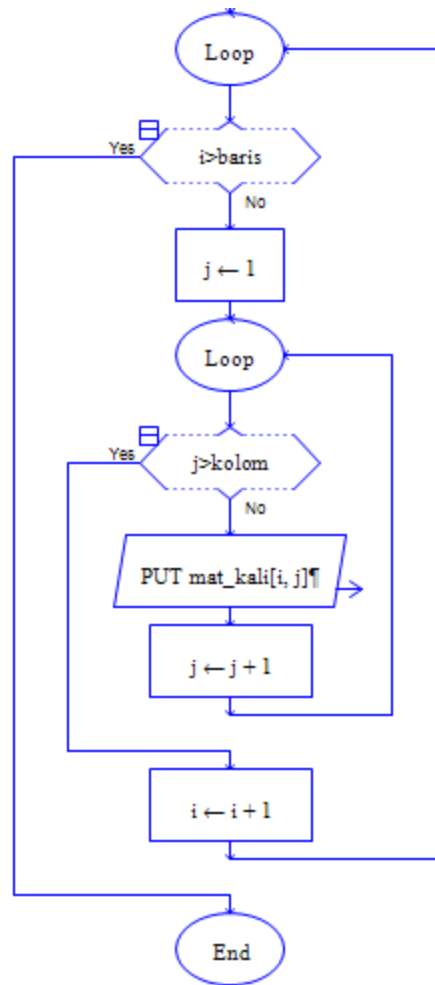 Loop
i>baris
Yes
No
j ← 1
Loop
j>kolom
Yes
No
PUT mat_kali[i, j]¶
j ← j + 1
i ← i + 1
End